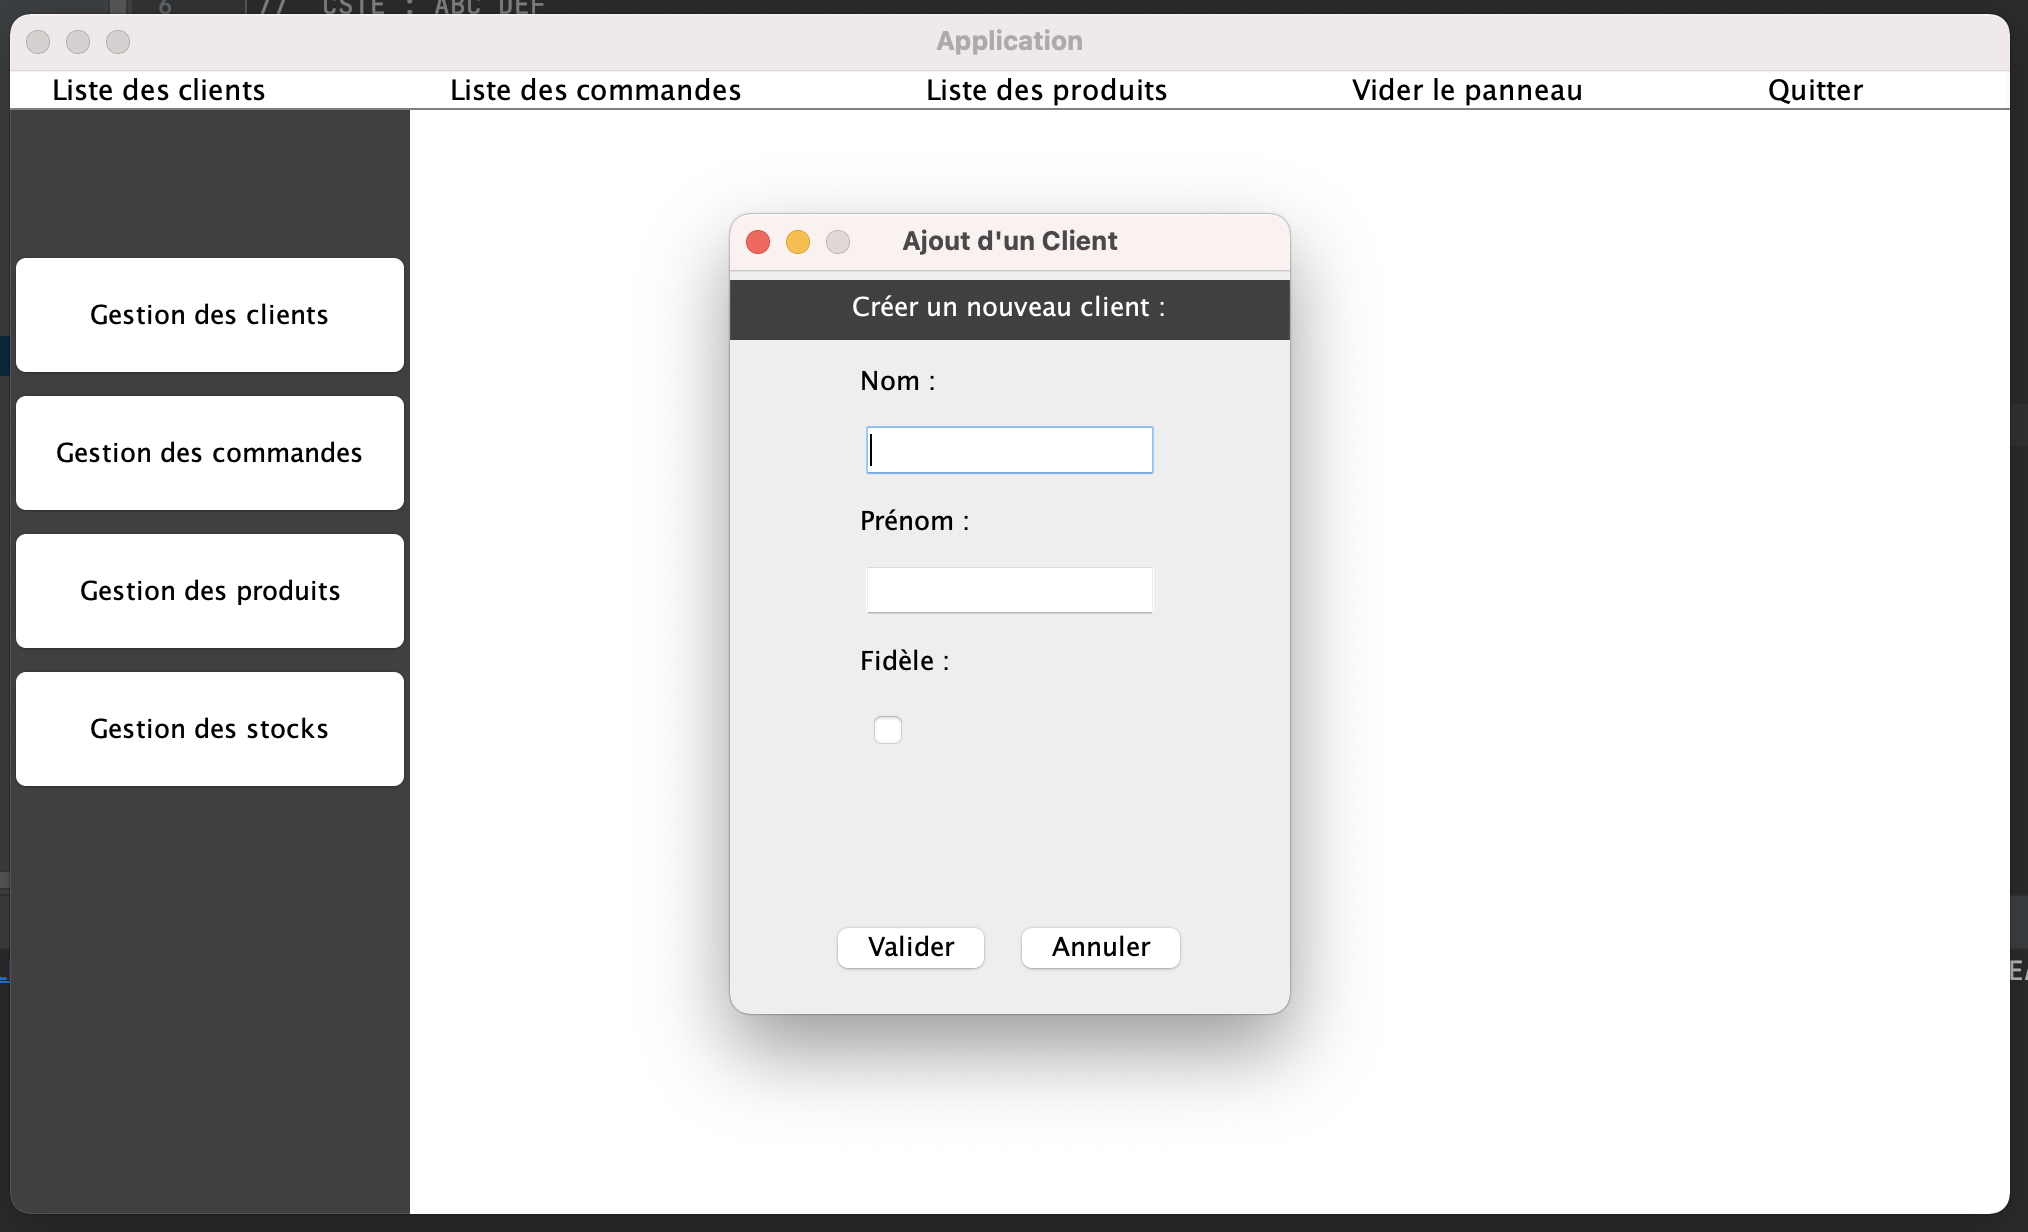 6 // CSTE : ABC DEF
Application
Liste des clients Liste des commandes Liste des produits Vider le panneau Quitter
Gestion des clients
Gestion des commandes
Gestion des produits
Gestion des stocks
Ajout d'un Client
Créer un nouveau client :
Nom :
Prénom :
Fidèle :
Valider Annuler